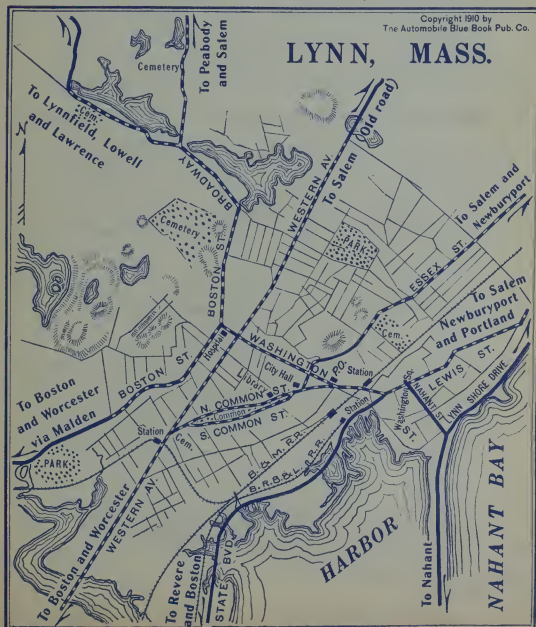 Copyright 1910 by
The Automobile Blue Book Pub. Co.
LYNN, MASS.
Cemetery
To Peabody
and Salem
Cem.
To Lynnfield, Lowell
and Lawrence
N
BROADWAY
WESTERN AV
To Salem
(Old road)
Cemetery
BOSTON ST.
PARK
ESSEX ST.
To Salem and
Newburyport
Cem.
To Salem
Newburyport
and Portland
Hospital
WASHINGTON
P.O.
Station
City Hall
Library
BOSTON ST.
N. COMMON ST.
Common
S. COMMON ST.
Station
Washington Sq.
NAHANT ST.
LEWIS ST.
LYNN SHORE DRIVE
ST.
To Boston
and Worcester
via Malden
Station
Cem.
PARK
B. & M. R.R.
B. R. B. & L. R.R.
WESTERN AV
To Boston and Worcester
To Revere
and Boston
STATE BVD.
HARBOR
To Nahant
NAHANT BAY